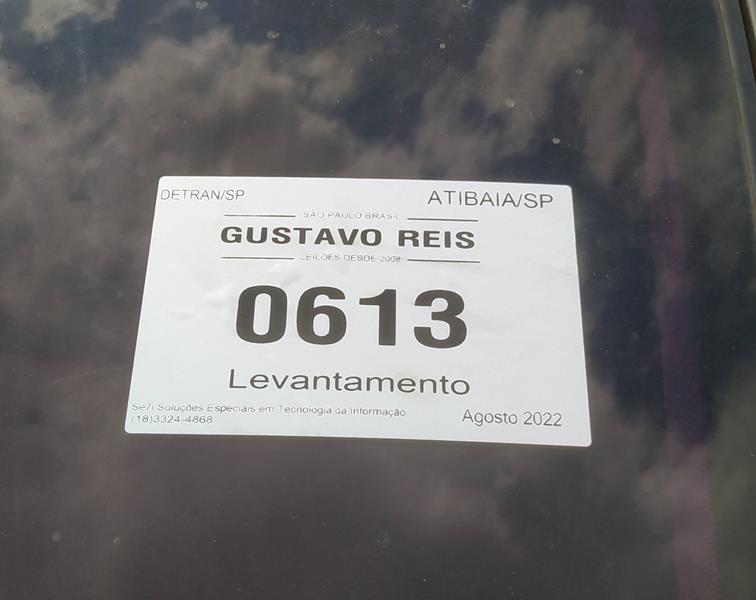 DETRAN/SP
ATIBAIA/SP
SÃO PAULO BRASIL
GUSTAVO REIS
LEILÕES DESDE 2008
0613
Levantamento
Se7i Soluções Especiais em Tecnologia da Informação
(18)3324-4868
Agosto 2022